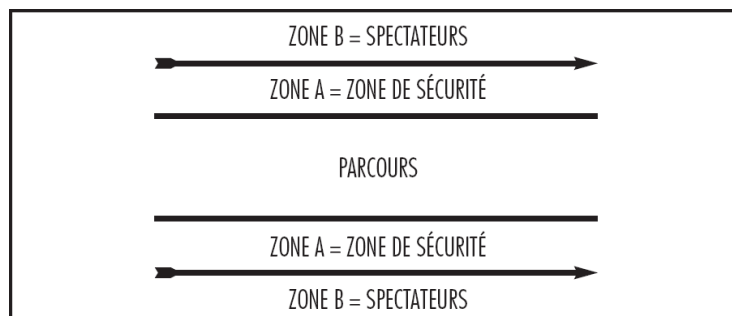 ZONE B = SPECTATEURS
ZONE A = ZONE DE SÉCURITÉ
PARCOURS
ZONE A = ZONE DE SÉCURITÉ
ZONE B = SPECTATEURS